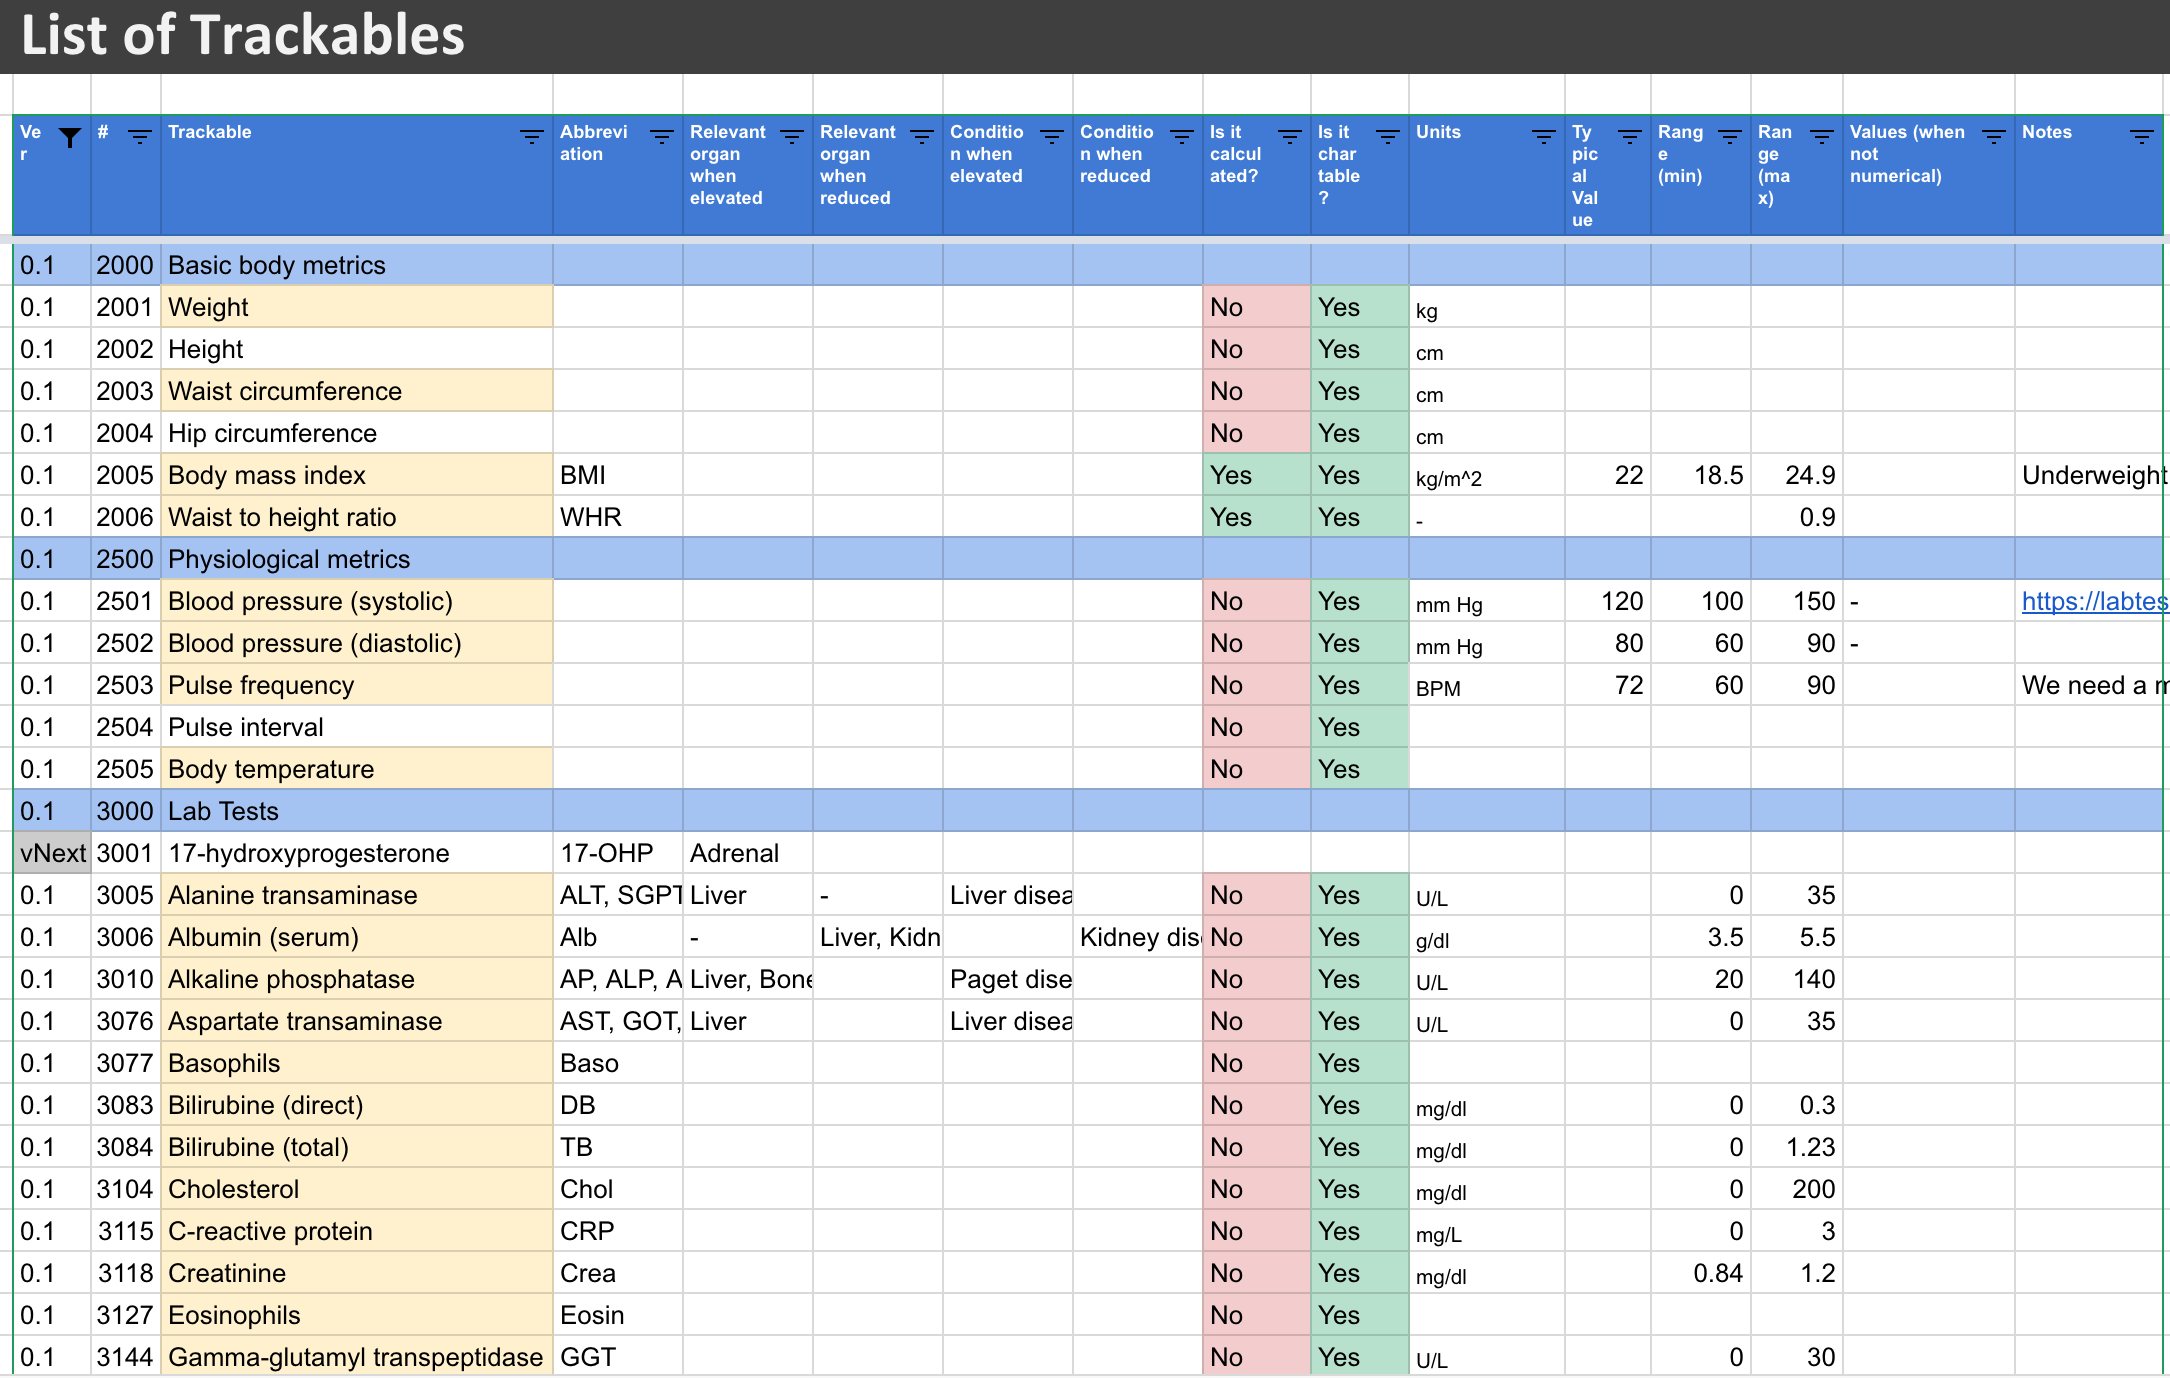 List of Trackables
Ver # Trackable Abbreviation Relevant organ when elevated Relevant organ when reduced Condition when elevated Condition when reduced Is it calculated? Is it chartable? Units Typical Value Range (min) Range (max) Values (when not numerical) Notes
0.1 2000 Basic body metrics
0.1 2001 Weight No Yes kg
0.1 2002 Height No Yes cm
0.1 2003 Waist circumference No Yes cm
0.1 2004 Hip circumference No Yes cm
0.1 2005 Body mass index BMI Yes Yes kg/m^2 22 18.5 24.9 Underweight
0.1 2006 Waist to height ratio WHR Yes Yes - 0.9
0.1 2500 Physiological metrics
0.1 2501 Blood pressure (systolic) No Yes mm Hg 120 100 150 - https://labtes
0.1 2502 Blood pressure (diastolic) No Yes mm Hg 80 60 90 -
0.1 2503 Pulse frequency No Yes BPM 72 60 90 We need a
0.1 2504 Pulse interval No Yes
0.1 2505 Body temperature No Yes
0.1 3000 Lab Tests
vNext 3001 17-hydroxyprogesterone 17-OHP Adrenal
0.1 3005 Alanine transaminase ALT, SGPT Liver - Liver disea No Yes U/L 0 35
0.1 3006 Albumin (serum) Alb - Liver, Kidn Kidney dis No Yes g/dl 3.5 5.5
0.1 3010 Alkaline phosphatase AP, ALP, A Liver, Bone Paget dise No Yes U/L 20 140
0.1 3076 Aspartate transaminase AST, GOT, Liver Liver disea No Yes U/L 0 35
0.1 3077 Basophils Baso No Yes
0.1 3083 Bilirubine (direct) DB No Yes mg/dl 0 0.3
0.1 3084 Bilirubine (total) TB No Yes mg/dl 0 1.23
0.1 3104 Cholesterol Chol No Yes mg/dl 0 200
0.1 3115 C-reactive protein CRP No Yes mg/L 0 3
0.1 3118 Creatinine Crea No Yes mg/dl 0.84 1.2
0.1 3127 Eosinophils Eosin No Yes
0.1 3144 Gamma-glutamyl transpeptidase GGT No Yes U/L 0 30